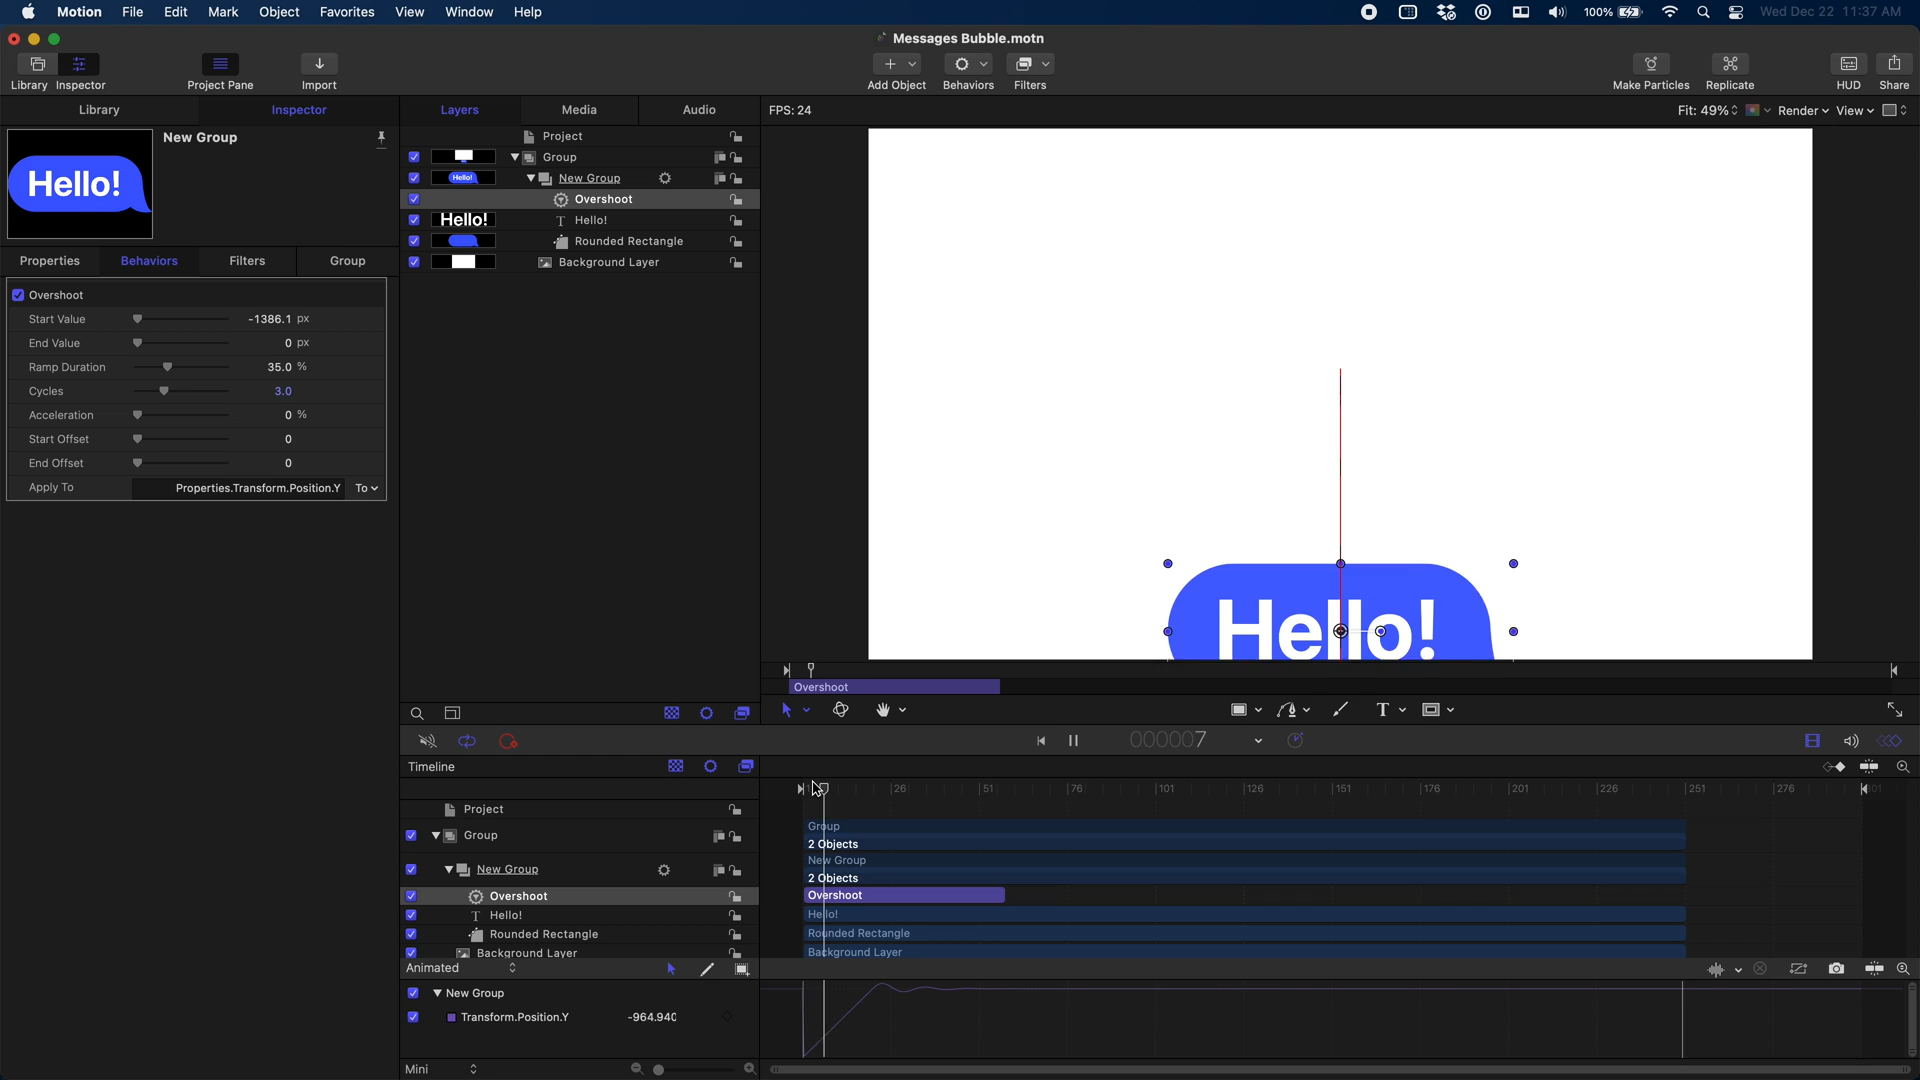 Motion File Edit Mark Object Favorites View Window Help 100% Wed Dec 22 11:37 AM
Messages Bubble.motn
Library Inspector Project Pane Import Add Object Behaviors Filters Make Particles Replicate HUD Share
Library Inspector Layers Media Audio FPS: 24 Fit: 49% Render View
New Group
Hello!
Project
Group
Hello! New Group
Overshoot
Hello! Hello!
Rounded Rectangle
Background Layer
Properties Behaviors Filters Group
Overshoot
Start Value -1386.1 px
End Value 0 px
Ramp Duration 35.0 %
Cycles 3.0
Acceleration 0 %
Start Offset 0
End Offset 0
Apply To Properties.Transform.Position.Y To
Hello!
Overshoot
T
000007
Timeline
26 51 76 101 126 151 176 201 226 251 276
Project
Group Group
2 Objects
New Group New Group
2 Objects
Overshoot Overshoot
Hello! Hello!
Rounded Rectangle Rounded Rectangle
Background Layer Background Layer
Animated
New Group
Transform.Position.Y -964.940
Mini